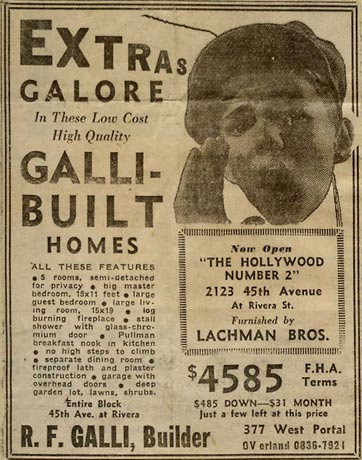 EXTRAS
GALORE
In These Low Cost
High Quality
GALLI-
BUILT
HOMES
ALL THESE FEATURES
• 5 rooms, semi-detached
for privacy • big master
bedroom, 15x11 feet • large
guest bedroom • large liv-
ing room, 15x19 • log
burning fireplace • stall
shower with glass-chro-
mium door • Pullman
breakfast nook in kitchen
• no high steps to climb
• separate dining room •
fireproof lath and plaster
construction • garage with
overhead doors • deep
garden lot, lawns, shrubs.
Entire Block
45th Ave. at Rivera
Now Open
"THE HOLLYWOOD
NUMBER 2"
2123 45th Avenue
At Rivera St.
Furnished by
LACHMAN BROS.
$4585 F.H.A.
Terms
$485 DOWN—$31 MONTH
Just a few left at this price
R. F. GALLI, Builder
377 West Portal
OVerland 0836-7921